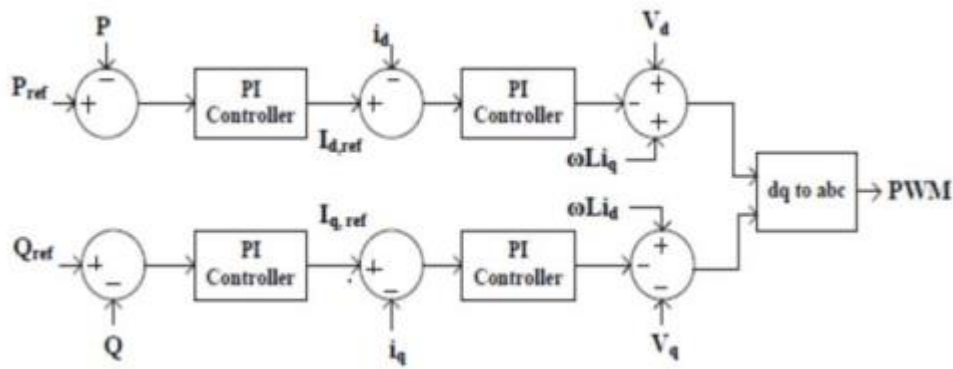 P
i_d
V_d
P_ref
+
−
PI
Controller
I_d,ref
+
−
PI
Controller
−
+
+
ωLi_q
dq to abc
PWM
I_q, ref
ωLi_d
Q_ref
+
−
PI
Controller
+
−
PI
Controller
−
+
−
Q
i_q
V_q